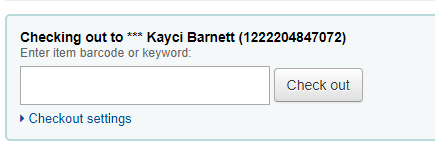 Checking out to *** Kayci Barnett (1222204847072)
Enter item barcode or keyword:
Check out
Checkout settings